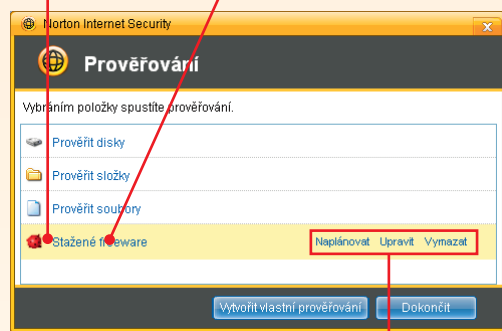 Norton Internet Security
Prověřování
Vybráním položky spustíte prověřování.
Prověřit disky
Prověřit složky
Prověřit soubory
Stažené freeware Naplánovat Upravit Vymazat
Vytvořit vlastní prověřování Dokončit